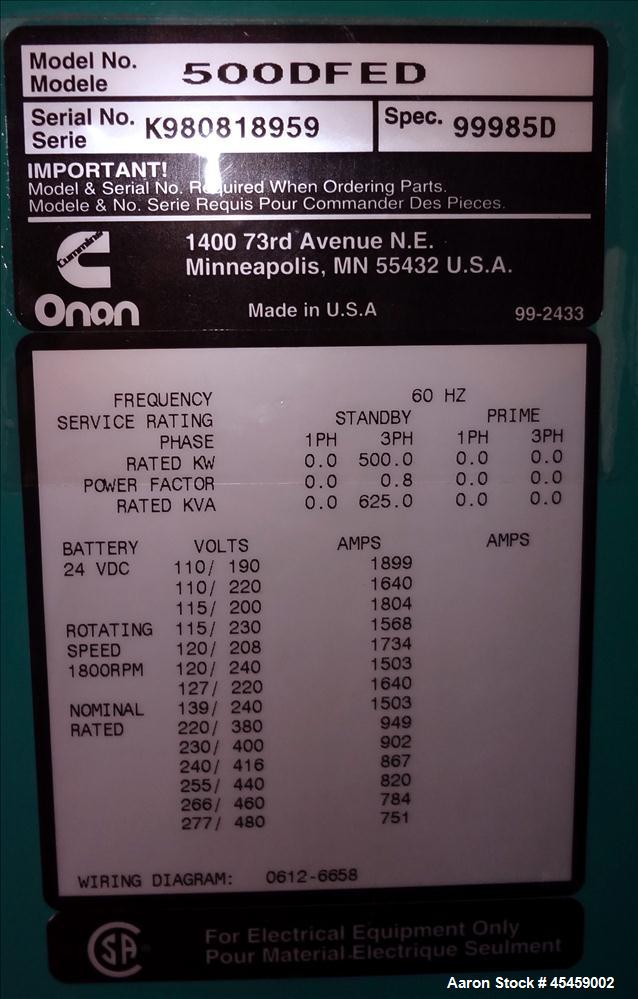 Model No. 500DFED
Modele
Serial No. K980818959 Spec. 99985D
Serie
IMPORTANT!
Model & Serial No. Required When Ordering Parts.
Modele & No. Serie Requis Pour Commander Des Pieces.
Cummins
Onan
1400 73rd Avenue N.E.
Minneapolis, MN 55432 U.S.A.
Made in U.S.A
99-2433
FREQUENCY 60 HZ
SERVICE RATING STANDBY PRIME
PHASE 1PH 3PH 1PH 3PH
RATED KW 0.0 500.0 0.0 0.0
POWER FACTOR 0.0 0.8 0.0 0.0
RATED KVA 0.0 625.0 0.0 0.0
BATTERY VOLTS AMPS AMPS
24 VDC 110/ 190 1899
110/ 220 1640
115/ 200 1804
ROTATING 115/ 230 1568
SPEED 120/ 208 1734
1800RPM 120/ 240 1503
127/ 220 1640
NOMINAL 139/ 240 1503
RATED 220/ 380 949
230/ 400 902
240/ 416 867
255/ 440 820
266/ 460 784
277/ 480 751
WIRING DIAGRAM: 0612-6658
SA
For Electrical Equipment Only
Pour Material Electrique Seulment
Aaron Stock # 45459002